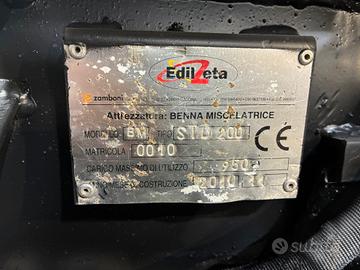 EdilZeta
zamboni
Attrezzatura: BENNA MISCELATRICE
MODELLO BM TIPO STD 200
MATRICOLA 0010
CE
CARICO MASSIMO DI UTILIZZO 950
ANNO/MESE DI COSTRUZIONE 2010
subito